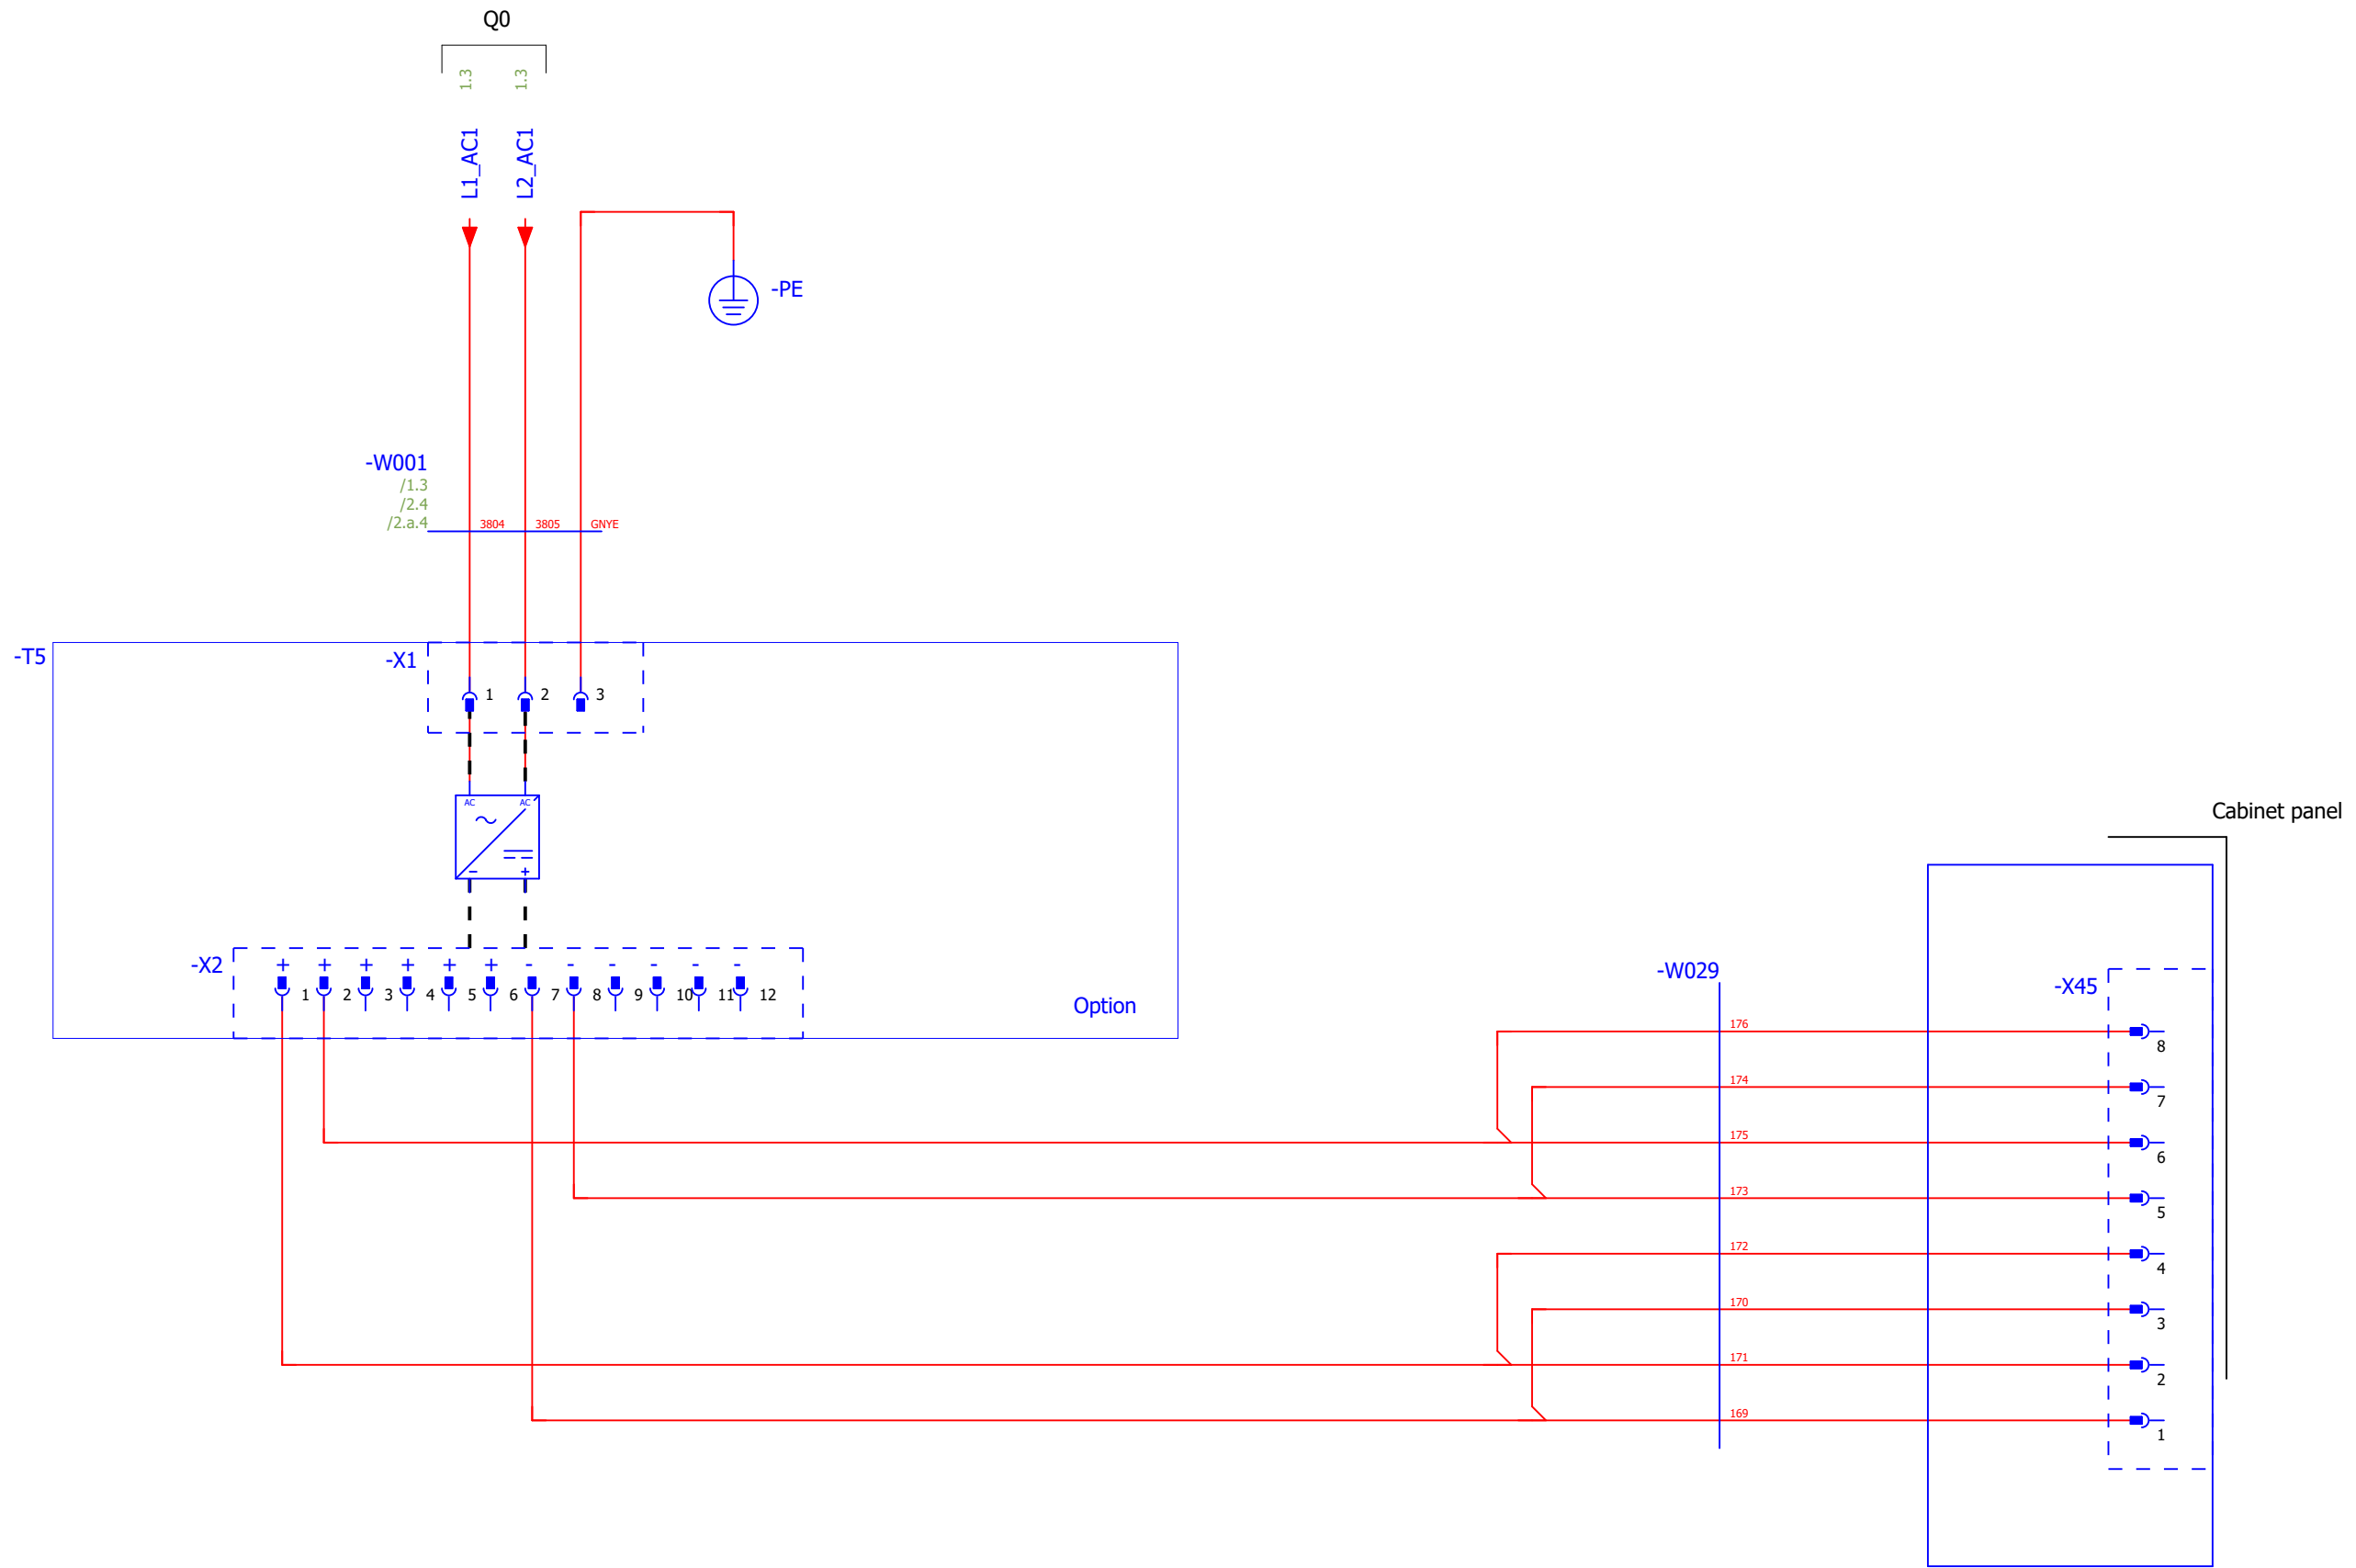 Q0
1.3 1.3
L1_AC1 L2_AC1
-PE
-W001
/1.3
/2.4
/2.a.4
3804 3805 GNYE
-T5
-X1
1 2 3
AC AC
- +
-X2
+ + + + + + - - - - - -
1 2 3 4 5 6 7 8 9 10 11 12
Option
Cabinet panel
-W029
-X45
176
8
174
7
175
6
173
5
172
4
170
3
171
2
169
1